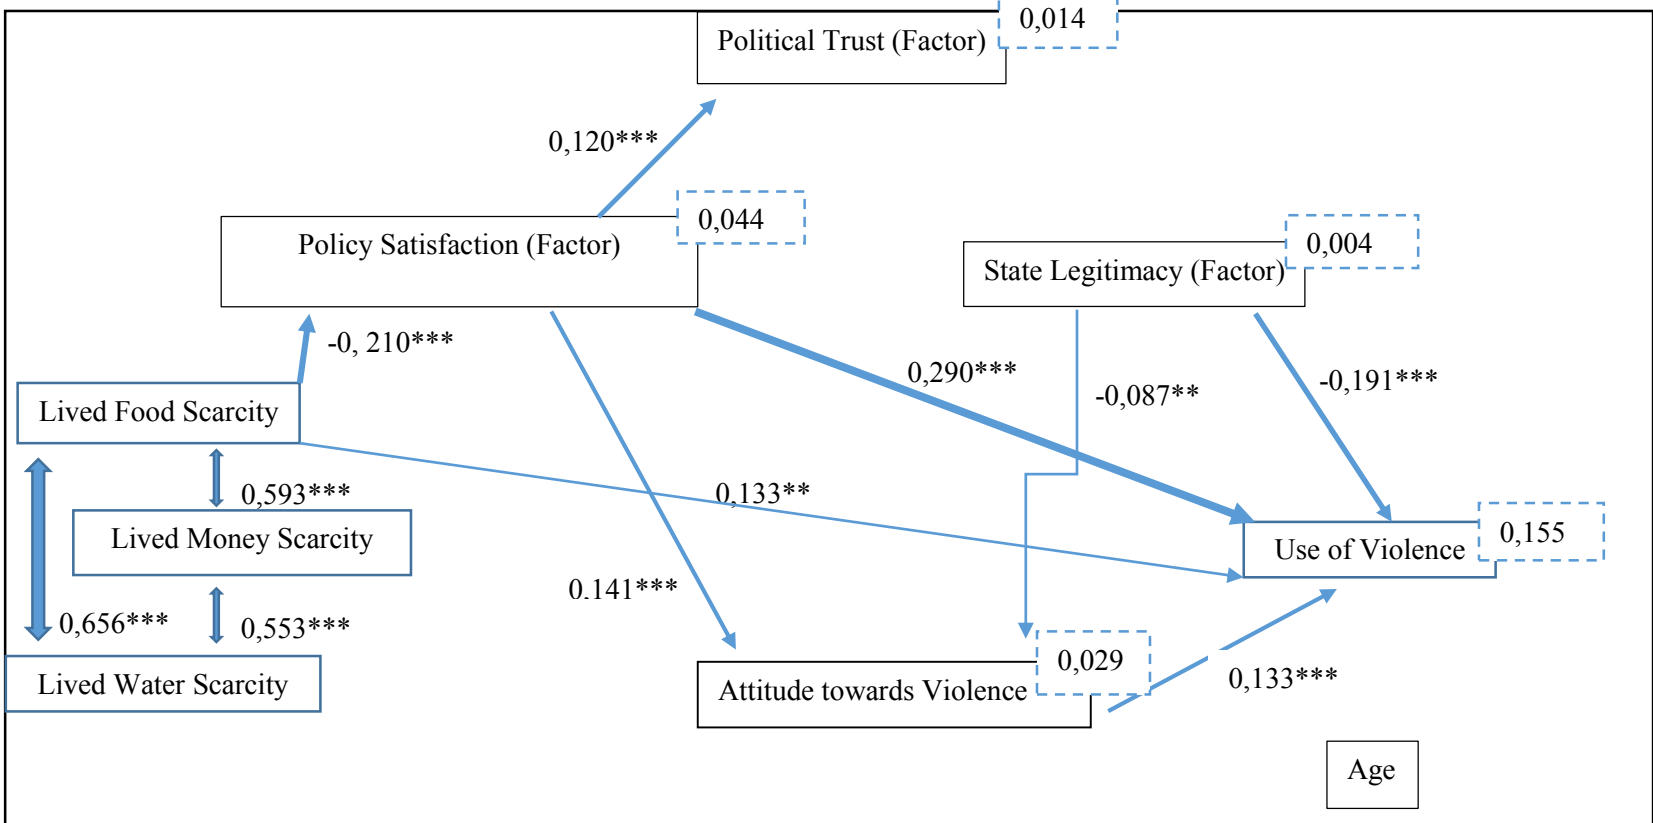 0,014
Political Trust (Factor)
0,120***
0,044
Policy Satisfaction (Factor)
0,004
State Legitimacy (Factor)
-0, 210***
0,290***
-0,087**
-0,191***
Lived Food Scarcity
0,593***
0,133**
Lived Money Scarcity
0,155
Use of Violence
0,141***
0,656***
0,553***
0,029
Lived Water Scarcity
Attitude towards Violence
0,133***
Age